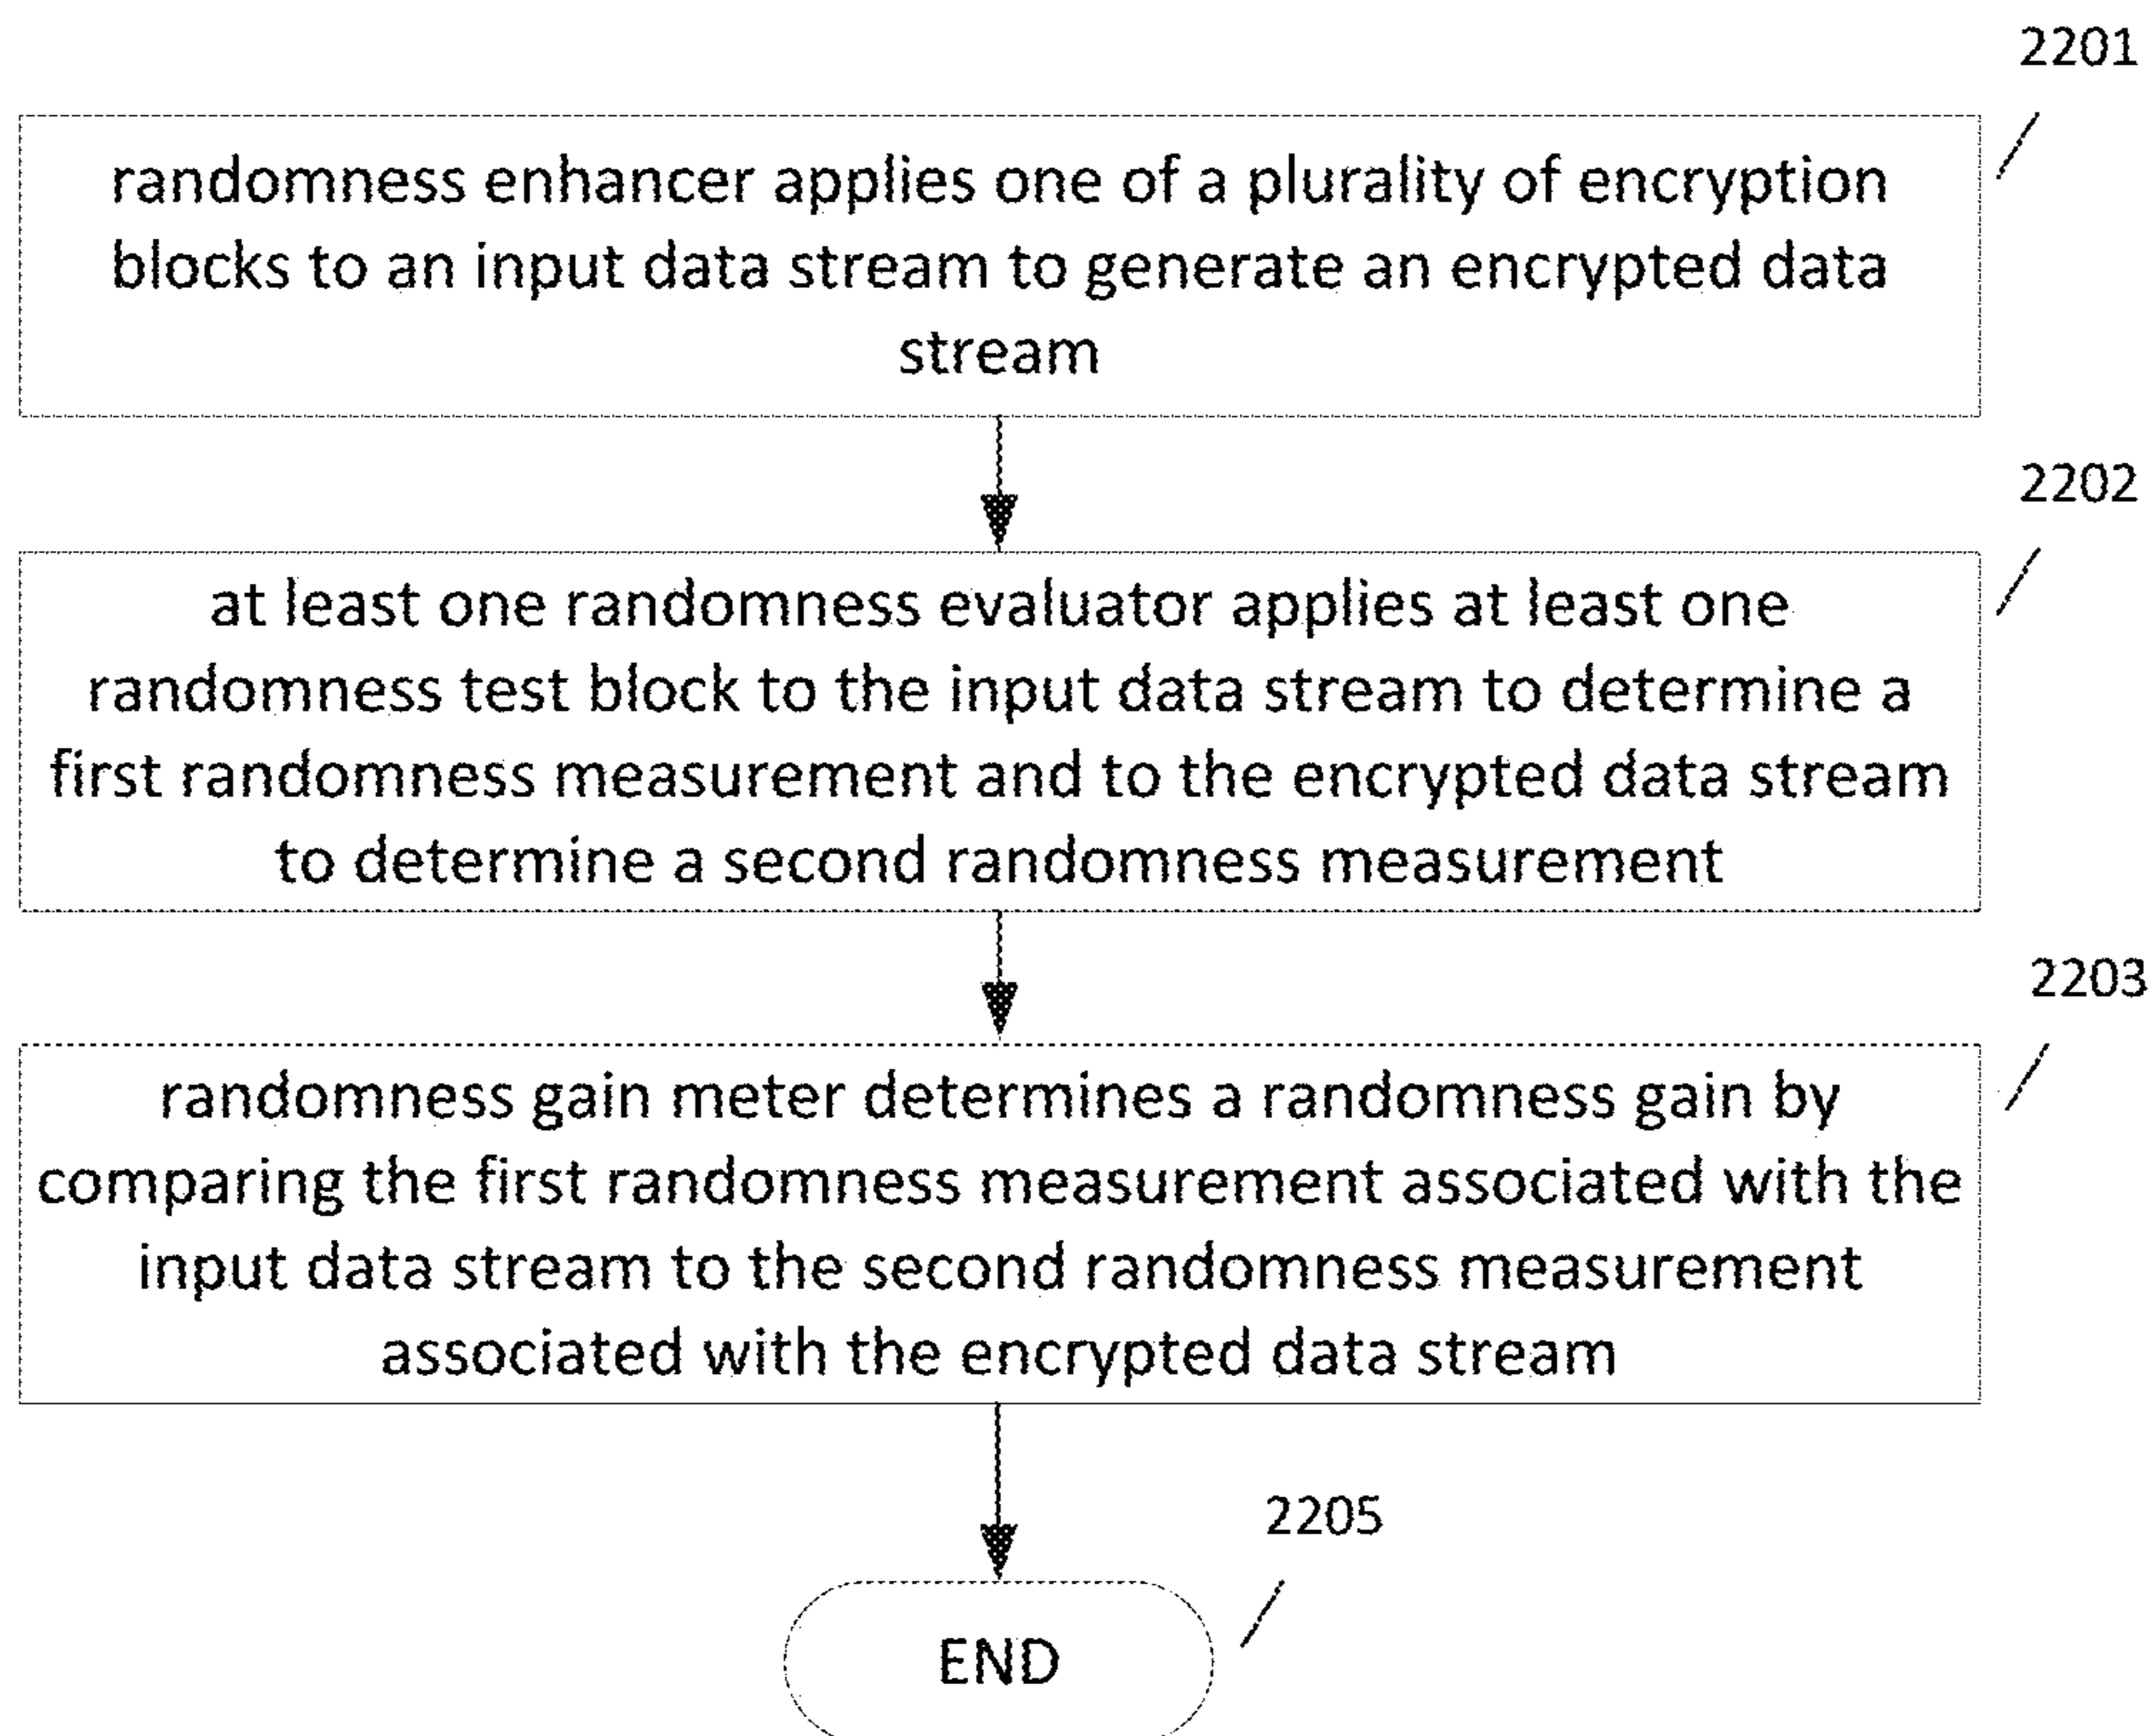 2201
randomness enhancer applies one of a plurality of encryption
blocks to an input data stream to generate an encrypted data
stream
2202
at least one randomness evaluator applies at least one
randomness test block to the input data stream to determine a
first randomness measurement and to the encrypted data stream
to determine a second randomness measurement
2203
randomness gain meter determines a randomness gain by
comparing the first randomness measurement associated with the
input data stream to the second randomness measurement
associated with the encrypted data stream
2205
END